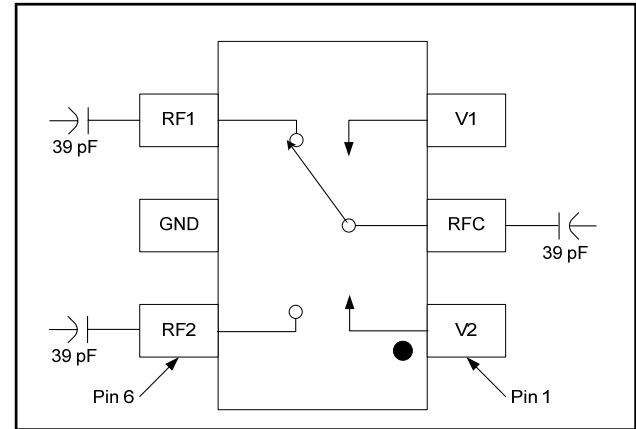 RF1
V1
39 pF
GND
RFC
39 pF
RF2
V2
39 pF
Pin 6
Pin 1